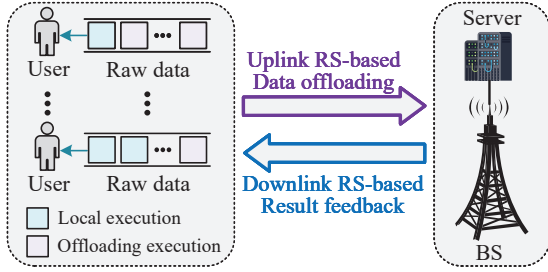 User
Raw data
User
Raw data
Local execution
Offloading execution
Uplink RS-based
Data offloading
Downlink RS-based
Result feedback
Server
BS